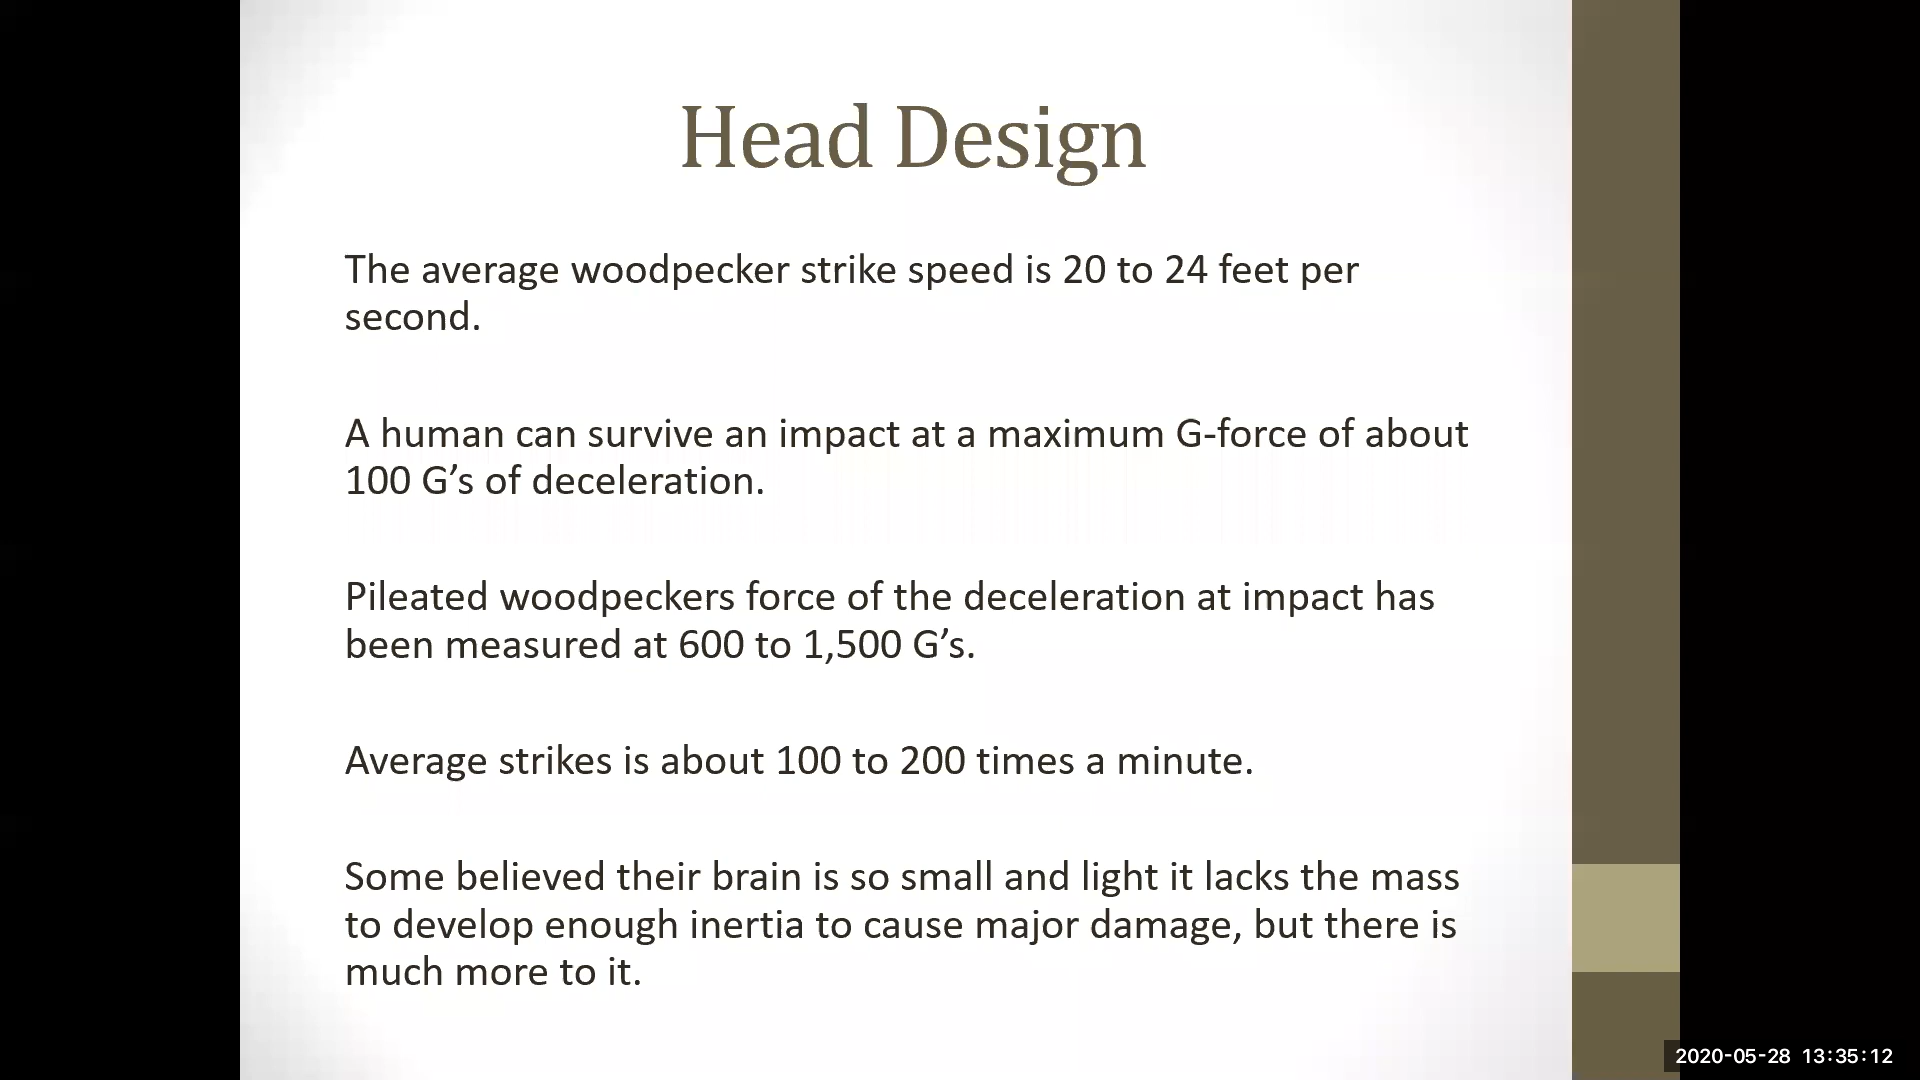 Head Design
The average woodpecker strike speed is 20 to 24 feet per
second.
A human can survive an impact at a maximum G-force of about
100 G’s of deceleration.
Pileated woodpeckers force of the deceleration at impact has
been measured at 600 to 1,500 G’s.
Average strikes is about 100 to 200 times a minute.
Some believed their brain is so small and light it lacks the mass
to develop enough inertia to cause major damage, but there is
much more to it.
2020-05-28 13:35:12